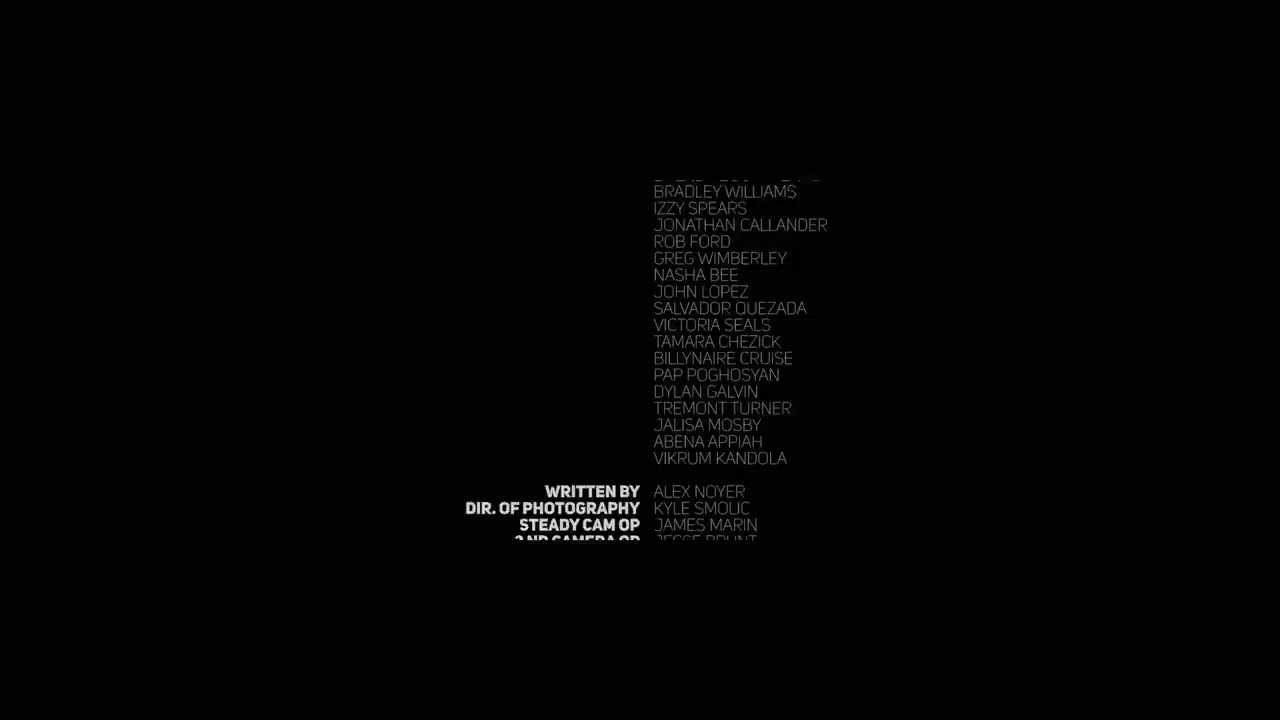 BRADLEY WILLIAMS
IZZY SPEARS
JONATHAN CALLANDER
ROB FORD
GREG WIMBERLEY
NASHA BEE
JOHN LOPEZ
SALVADOR QUEZADA
VICTORIA SEALS
TAMARA CHEZICK
BILLYNAIRE CRUISE
PAP POGHOSYAN
DYLAN GALVIN
TREMONT TURNER
JALISA MOSBY
ABENA APPIAH
VIKRUM KANDOLA
WRITTEN BY ALEX NOYER
DIR. OF PHOTOGRAPHY KYLE SMOLIC
STEADY CAM OP JAMES MARIN